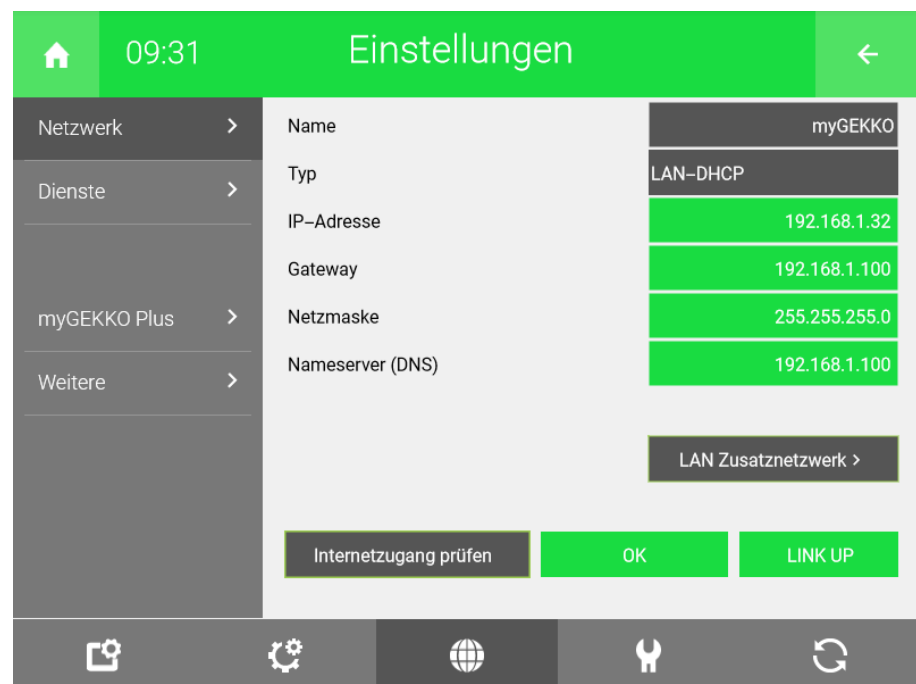 09:31 Einstellungen
Netzwerk
Dienste
myGEKKO Plus
Weitere
Name myGEKKO
Typ LAN-DHCP
IP-Adresse 192.168.1.32
Gateway 192.168.1.100
Netzmaske 255.255.255.0
Nameserver (DNS) 192.168.1.100
LAN Zusatznetzwerk >
Internetzugang prüfen OK LINK UP